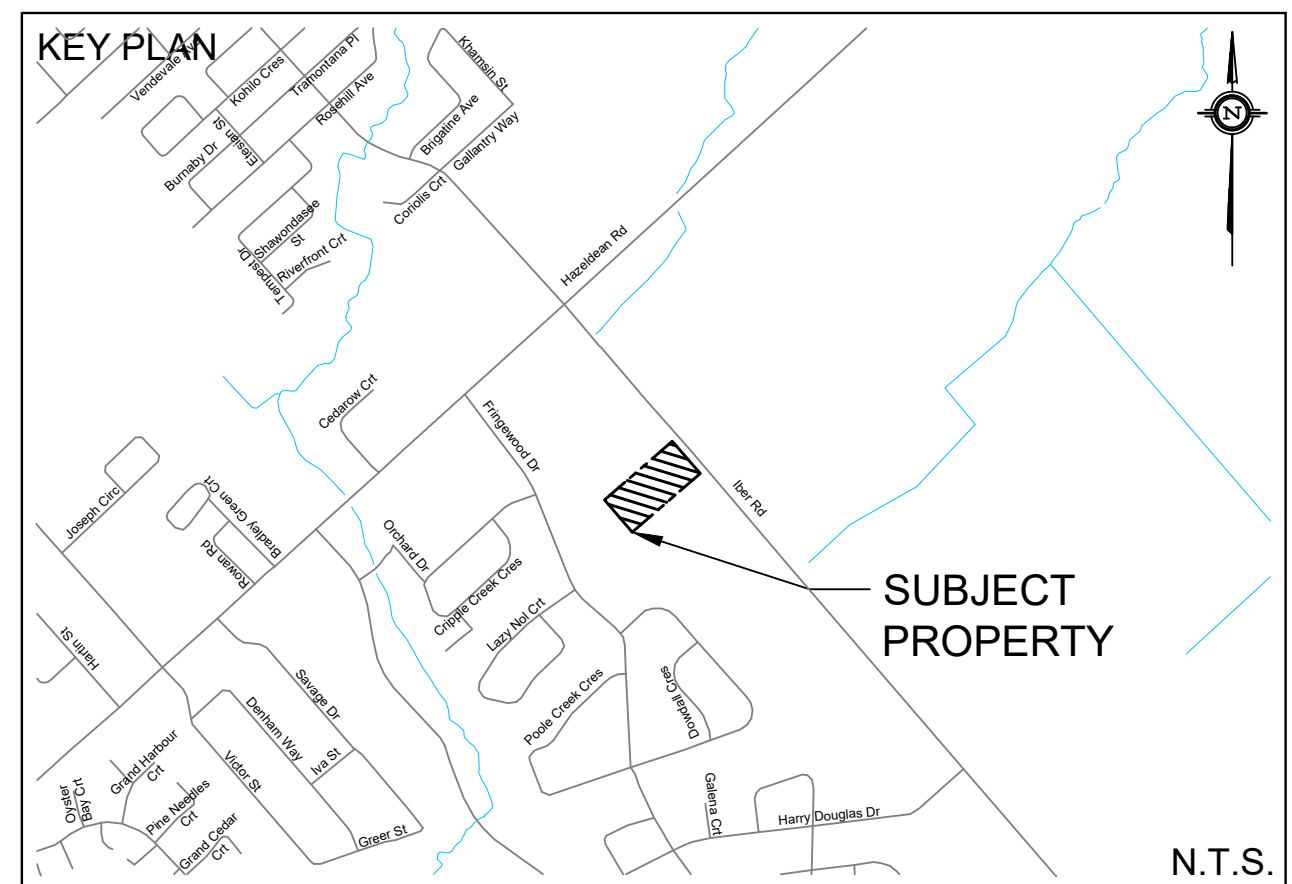 KEY PLAN
Vendevale Ave
Kohilo Cres
Tramontana Pl
Rosehill Ave
Khamsin St
Brigatine Ave
Gallantry Way
Etesian St
Burnaby Dr
Coriolis Crt
N
Shawondasee
St
Riverfront Crt
Tempest Dr
Hazeldean Rd
Cedarow Crt
Fringewood Dr
Iber Rd
Joseph Circ
Bradley Green Crt
Rowan Rd
Orchard Dr
Cripple Creek Cres
Lazy Nol Crt
SUBJECT
PROPERTY
Hartin St
Savage Dr
Denham Way
Iva St
Victor St
Poole Creek Cres
Dowdall Cres
Grand Harbour
Crt
Oyster
Bay Crt
Pine Needles
Crt
Grand Cedar
Crt
Greer St
Galena Crt
Harry Douglas Dr
N.T.S.